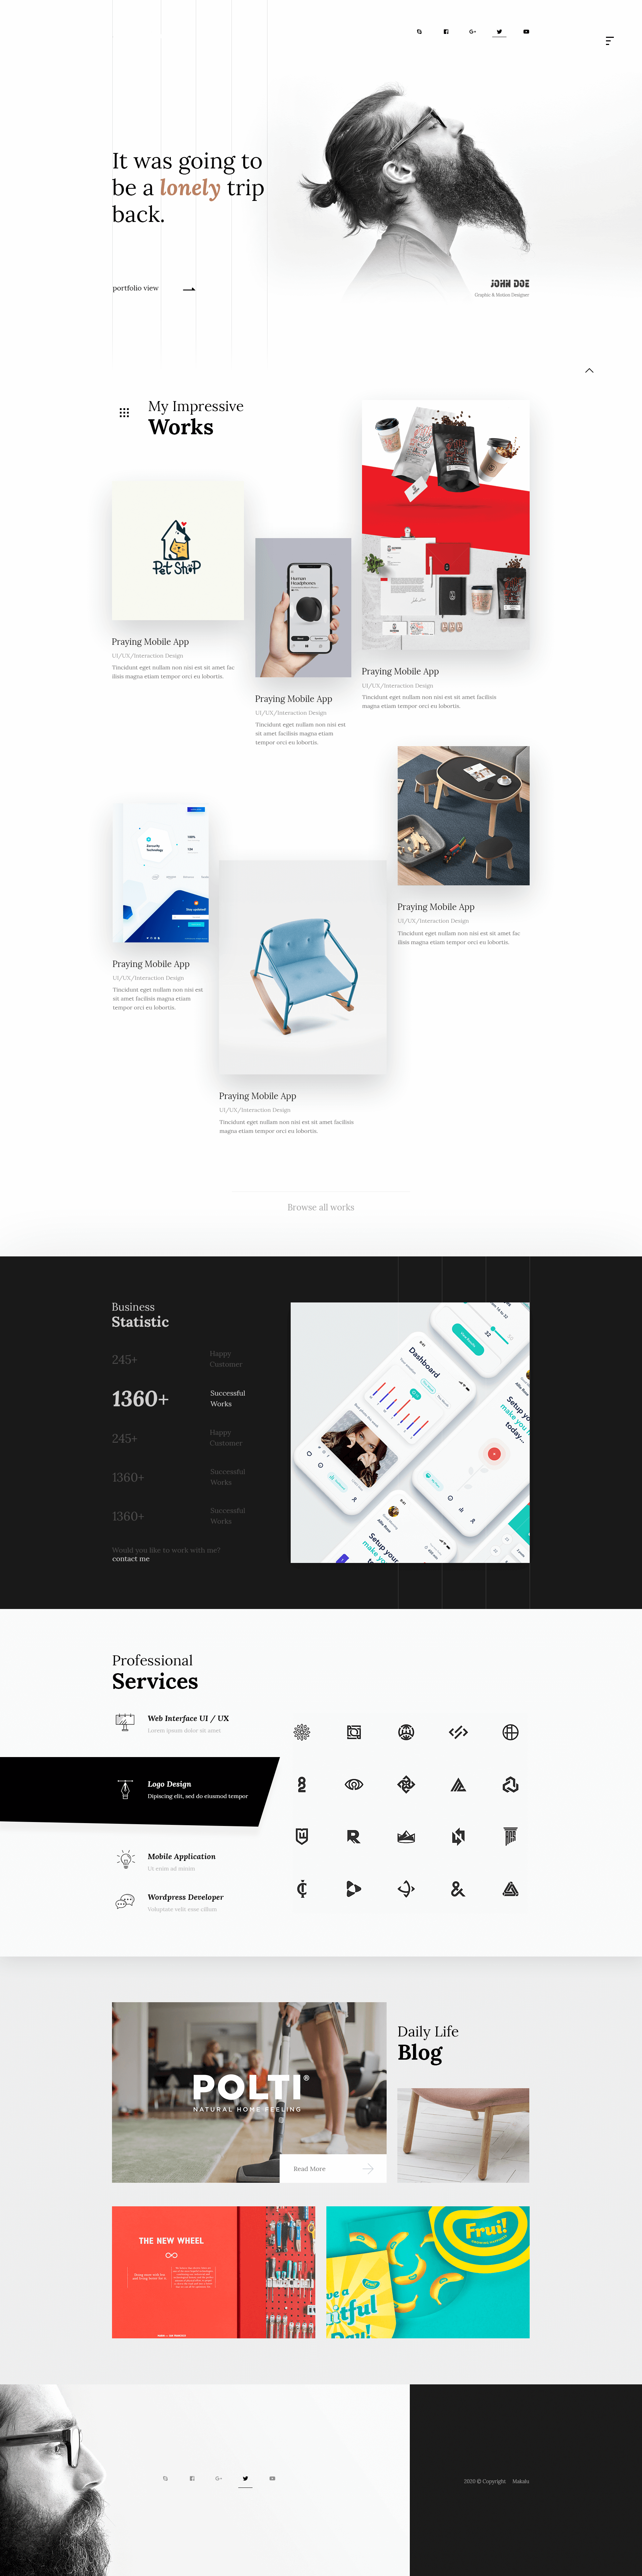 It was going to
be a lonely trip
back.
portfolio view
JOHN DOE
Graphic & Motion Designer
My Impressive
Works
Pet Shop
Praying Mobile App
UI/UX/Interaction Design
Tincidunt eget nullam non nisi est sit amet fac
ilisis magna etiam tempor orci eu lobortis.
Human
Headphones
Praying Mobile App
UI/UX/Interaction Design
Tincidunt eget nullam non nisi est
sit amet facilisis magna etiam
tempor orci eu lobortis.
Praying Mobile App
UI/UX/Interaction Design
Tincidunt eget nullam non nisi est sit amet facilisis
magna etiam tempor orci eu lobortis.
Praying Mobile App
UI/UX/Interaction Design
Tincidunt eget nullam non nisi est sit amet fac
ilisis magna etiam tempor orci eu lobortis.
Security
Technology
Stay updated!
Praying Mobile App
UI/UX/Interaction Design
Tincidunt eget nullam non nisi est
sit amet facilisis magna etiam
tempor orci eu lobortis.
Praying Mobile App
UI/UX/Interaction Design
Tincidunt eget nullam non nisi est sit amet facilisis
magna etiam tempor orci eu lobortis.
Browse all works
Business
Statistic
245+
Happy
Customer
1360+
Successful
Works
245+
Happy
Customer
1360+
Successful
Works
1360+
Successful
Works
Would you like to work with me?
contact me
Dashboard
Setup yo
make you f
today...
Setup your
make yo
Professional
Services
Web Interface UI / UX
Lorem ipsum dolor sit amet
Logo Design
Dipiscing elit, sed do eiusmod tempor
Mobile Application
Ut enim ad minim
Wordpress Developer
Voluptate velit esse cillum
Daily Life
Blog
POLTI®
NATURAL HOME FEELING
Read More
THE NEW WHEEL
Frui!
2020 © Copyright Makalu